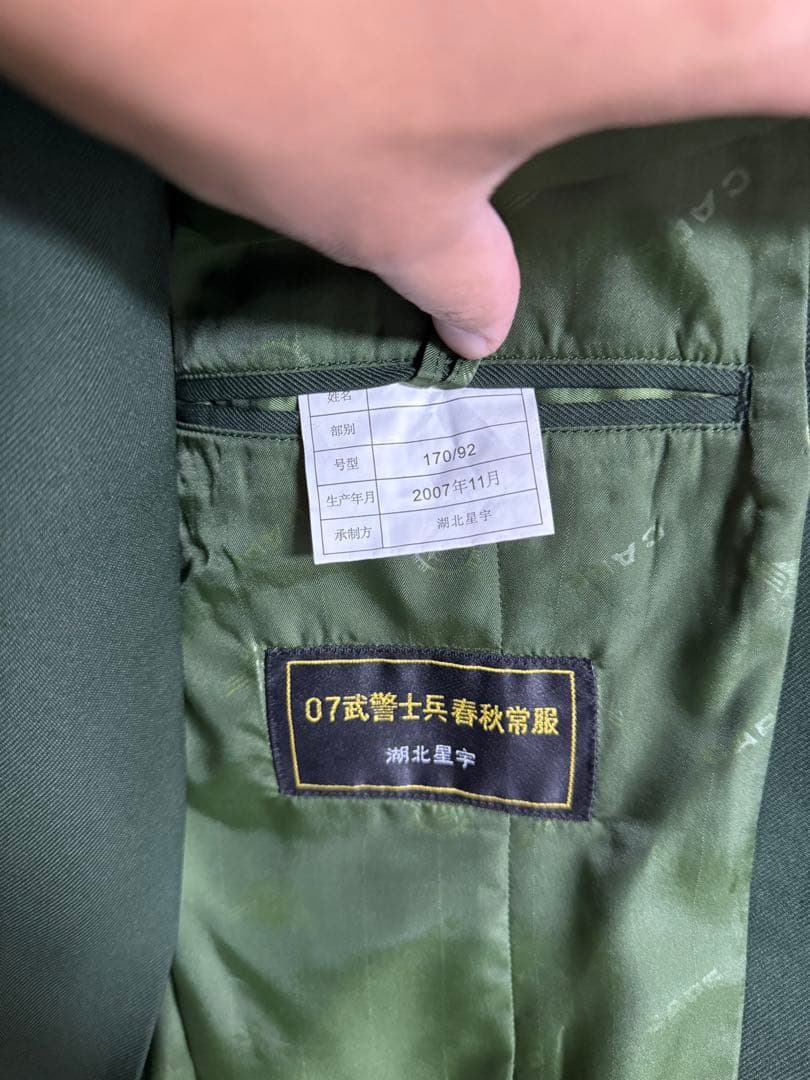 姓名
部别
号型 170/92
生产年月 2007年11月
承制方 湖北星宇
07武警士兵春秋常服
湖北星宇